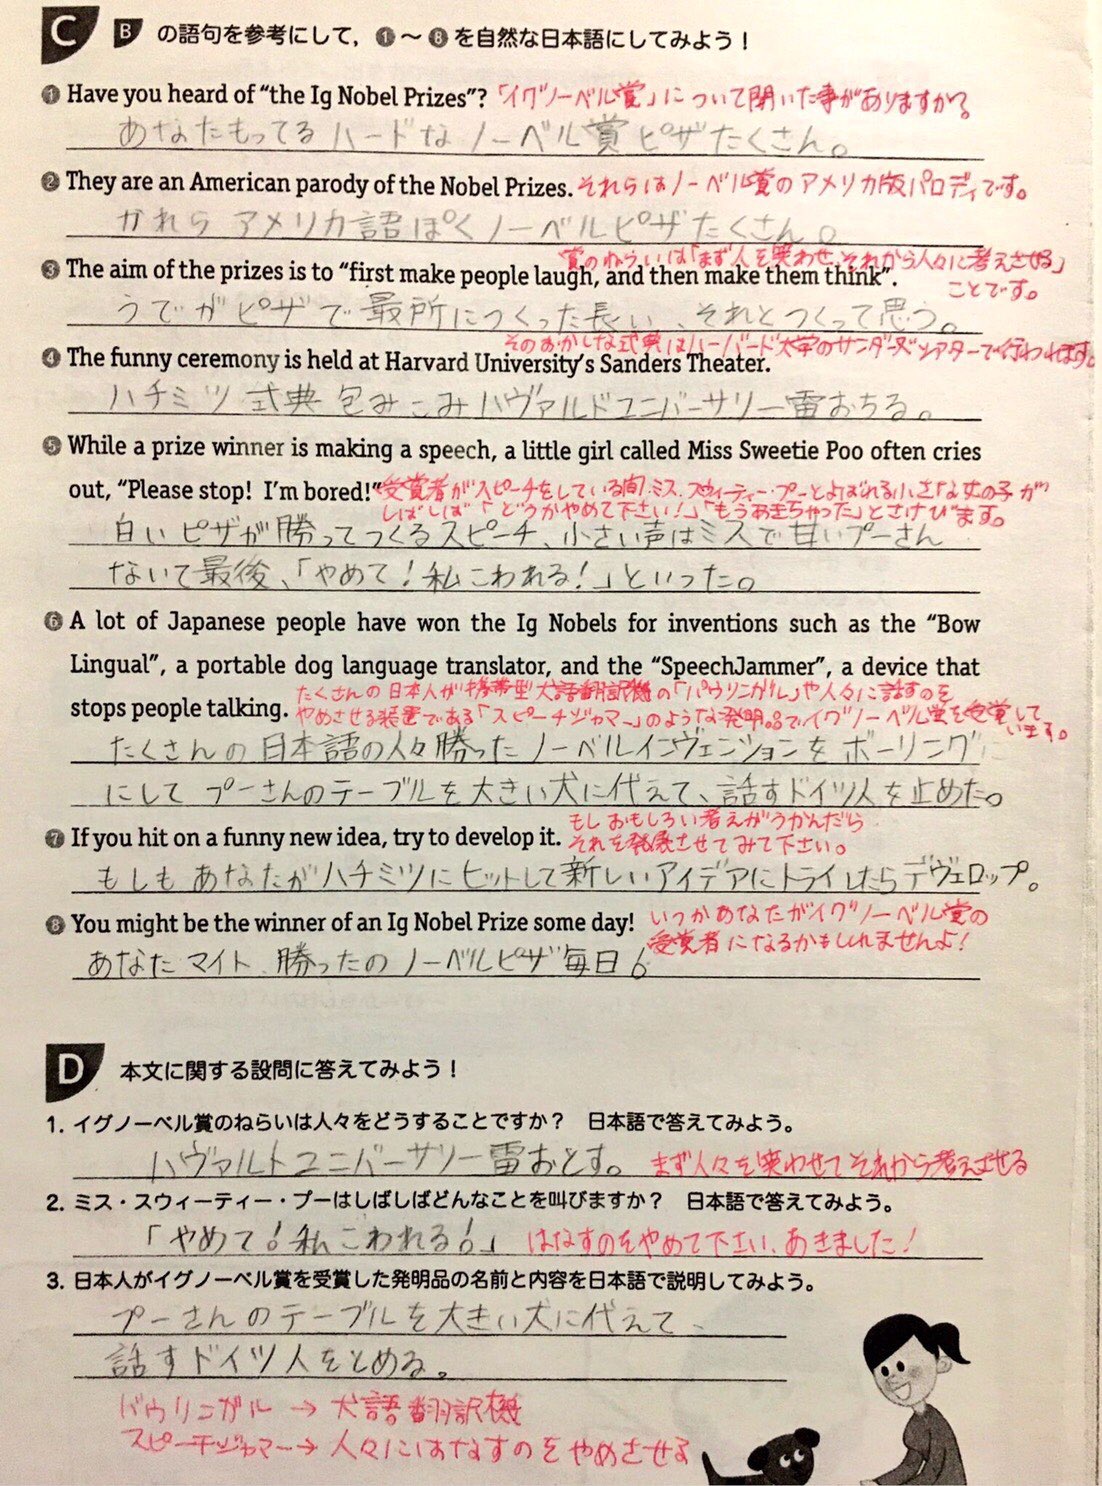 C B の語句を参考にして，❶～❽を自然な日本語にしてみよう！
❶ Have you heard of “the Ig Nobel Prizes”? 「イグノーベル賞」について聞いた事がありますか？
あなたもってるハードなノーベル賞ピザたくさん。
❷ They are an American parody of the Nobel Prizes. それらはノーベル賞のアメリカ版パロディです。
かれらアメリカ語ぽくノーベルピザたくさん。
賞のねらいは「まず人を笑わせ、それから人々に考えさせる」
❸ The aim of the prizes is to “first make people laugh, and then make them think”.
ことです。
うでがピザで最所につくった長い、それとつくって思う。
そのおかしな式典はハーバード大学のサンダーズシアターで行われます。
❹ The funny ceremony is held at Harvard University’s Sanders Theater.
ハチミツ式典包みこみハヴァルドユニバーサリー雷おちる。
❺ While a prize winner is making a speech, a little girl called Miss Sweetie Poo often cries
out, “Please stop! I’m bored!” 受賞者がスピーチをしている間、ミス・スウィーティー・プーとよばれる小さな女の子が
しばしば「どうかやめて下さい！」「もうあきちゃった」とさけびます。
白いピザが勝ってつくるスピーチ、小さい声はミスで甘いプーさん
ないて最後、「やめて！私こわれる！」といった。
❻ A lot of Japanese people have won the Ig Nobels for inventions such as the “Bow
Lingual”, a portable dog language translator, and the “SpeechJammer”, a device that
たくさんの日本人が携帯型犬語翻訳機の「バウリンガル」や人々に話すのを
stops people talking. やめさせる装置である「スピーチジャマー」のような発明品でイグノーベル賞を受賞して
います。
たくさんの日本語の人々勝ったノーベルインヴェンションをボーリングに
にしてプーさんのテーブルを大きい犬に代えて、話すドイツ人を止めた。
もしおもしろい考えがうかんだら
❼ If you hit on a funny new idea, try to develop it. それを発展させてみて下さい。
もしもあなたがハチミツにヒットして新しいアイデアにトライしたらデヴェロップ。
❽ You might be the winner of an Ig Nobel Prize some day! いつかあなたがイグノーベル賞の
受賞者になるかもしれませんよ！
あなたマイト勝ったのノーベルピザ毎日。
D 本文に関する設問に答えてみよう！
1. イグノーベル賞のねらいは人々をどうすることですか？　日本語で答えてみよう。
ハヴァルトユニバーサリー雷おとす。 まず人々を笑わせてそれから考えさせる
2. ミス・スウィーティー・プーはしばしばどんなことを叫びますか？　日本語で答えてみよう。
「やめて！私こわれる！」 はなすのをやめて下さい、あきました！
3. 日本人がイグノーベル賞を受賞した発明品の名前と内容を日本語で説明してみよう。
プーさんのテーブルを大きい犬に代えて、
話すドイツ人をとめる。
バウリンガル → 犬語翻訳機
スピーチジャマー → 人々にはなすのをやめさせる